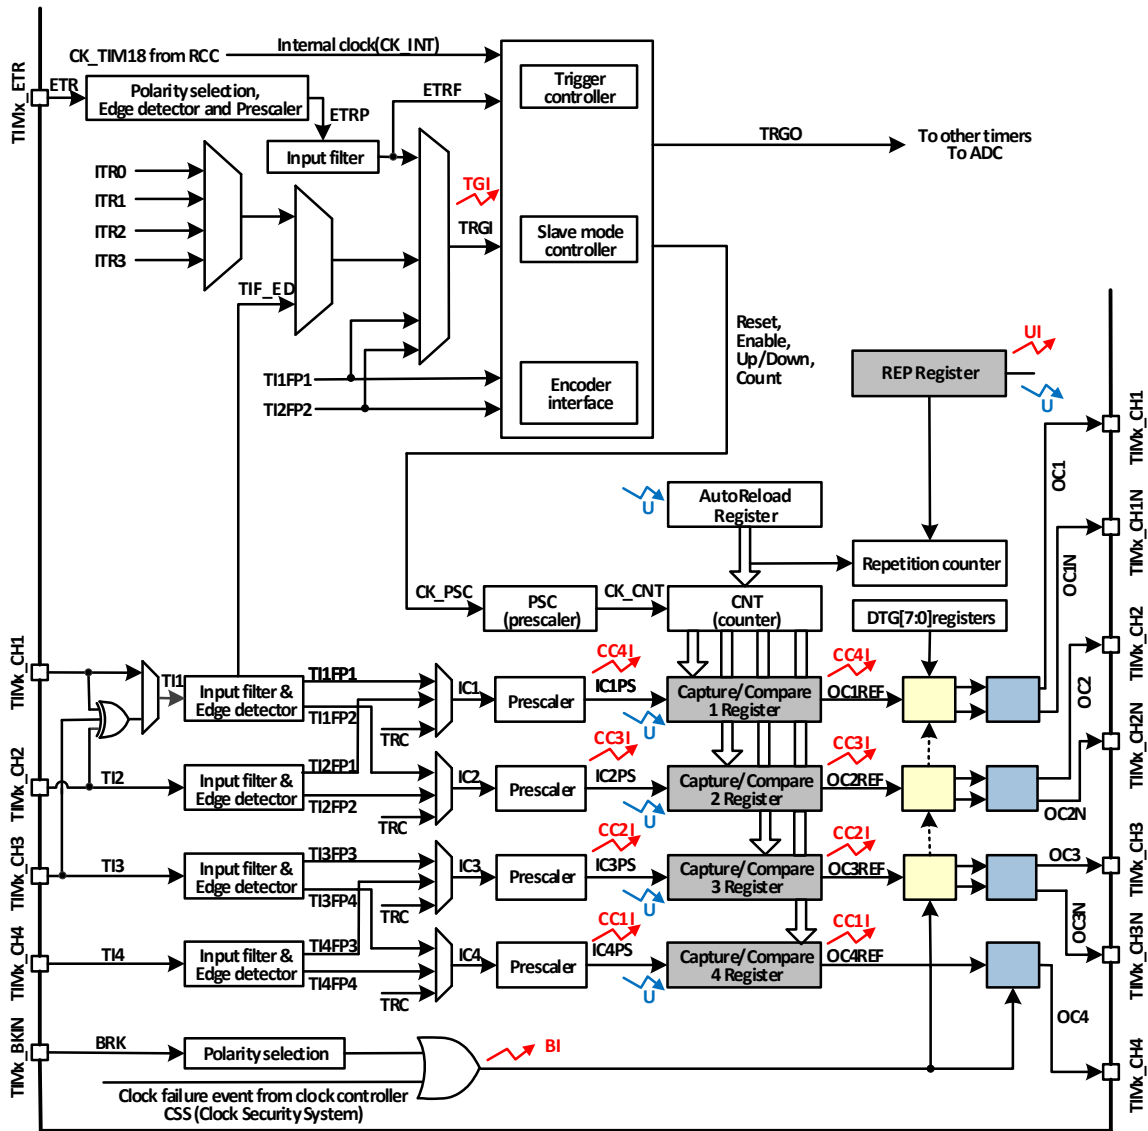 CK_TIM18 from RCC
Internal clock(CK_INT)
TIMx_ETR
ETR
Polarity selection,
Edge detector and Prescaler
ETRP
Input filter
ETRF
Trigger
controller
TRGO
To other timers
To ADC
ITR0
ITR1
ITR2
ITR3
TGI
TRGI
Slave mode
controller
TIF_ED
Reset,
Enable,
Up/Down,
Count
TI1FP1
TI2FP2
Encoder
interface
UI
REP Register
U
TIMx_CH1
OC1
U
AutoReload
Register
TIMx_CH1N
OC1N
Repetition counter
CK_PSC
PSC
(prescaler)
CK_CNT
CNT
(counter)
DTG[7:0]registers
TIMx_CH1
TI1
Input filter &
Edge detector
TI1FP1
TI1FP2
TRC
IC1
Prescaler
CC4I
IC1PS
U
Capture/Compare
1 Register
CC4I
OC1REF
OC2
TIMx_CH2
TIMx_CH2
TI2
Input filter &
Edge detector
TI2FP1
TI2FP2
TRC
IC2
Prescaler
CC3I
IC2PS
U
Capture/Compare
2 Register
CC3I
OC2REF
OC2N
TIMx_CH2N
TIMx_CH3
TI3
Input filter &
Edge detector
TI3FP3
TI3FP4
TRC
IC3
Prescaler
CC2I
IC3PS
U
Capture/Compare
3 Register
CC2I
OC3REF
OC3
TIMx_CH3
OC3N
TIMx_CH3N
TIMx_CH4
TI4
Input filter &
Edge detector
TI4FP3
TI4FP4
TRC
IC4
Prescaler
CC1I
IC4PS
U
Capture/Compare
4 Register
CC1I
OC4REF
OC4
TIMx_CH4
TIMx_BKIN
BRK
Polarity selection
BI
Clock failure event from clock controller
CSS (Clock Security System)